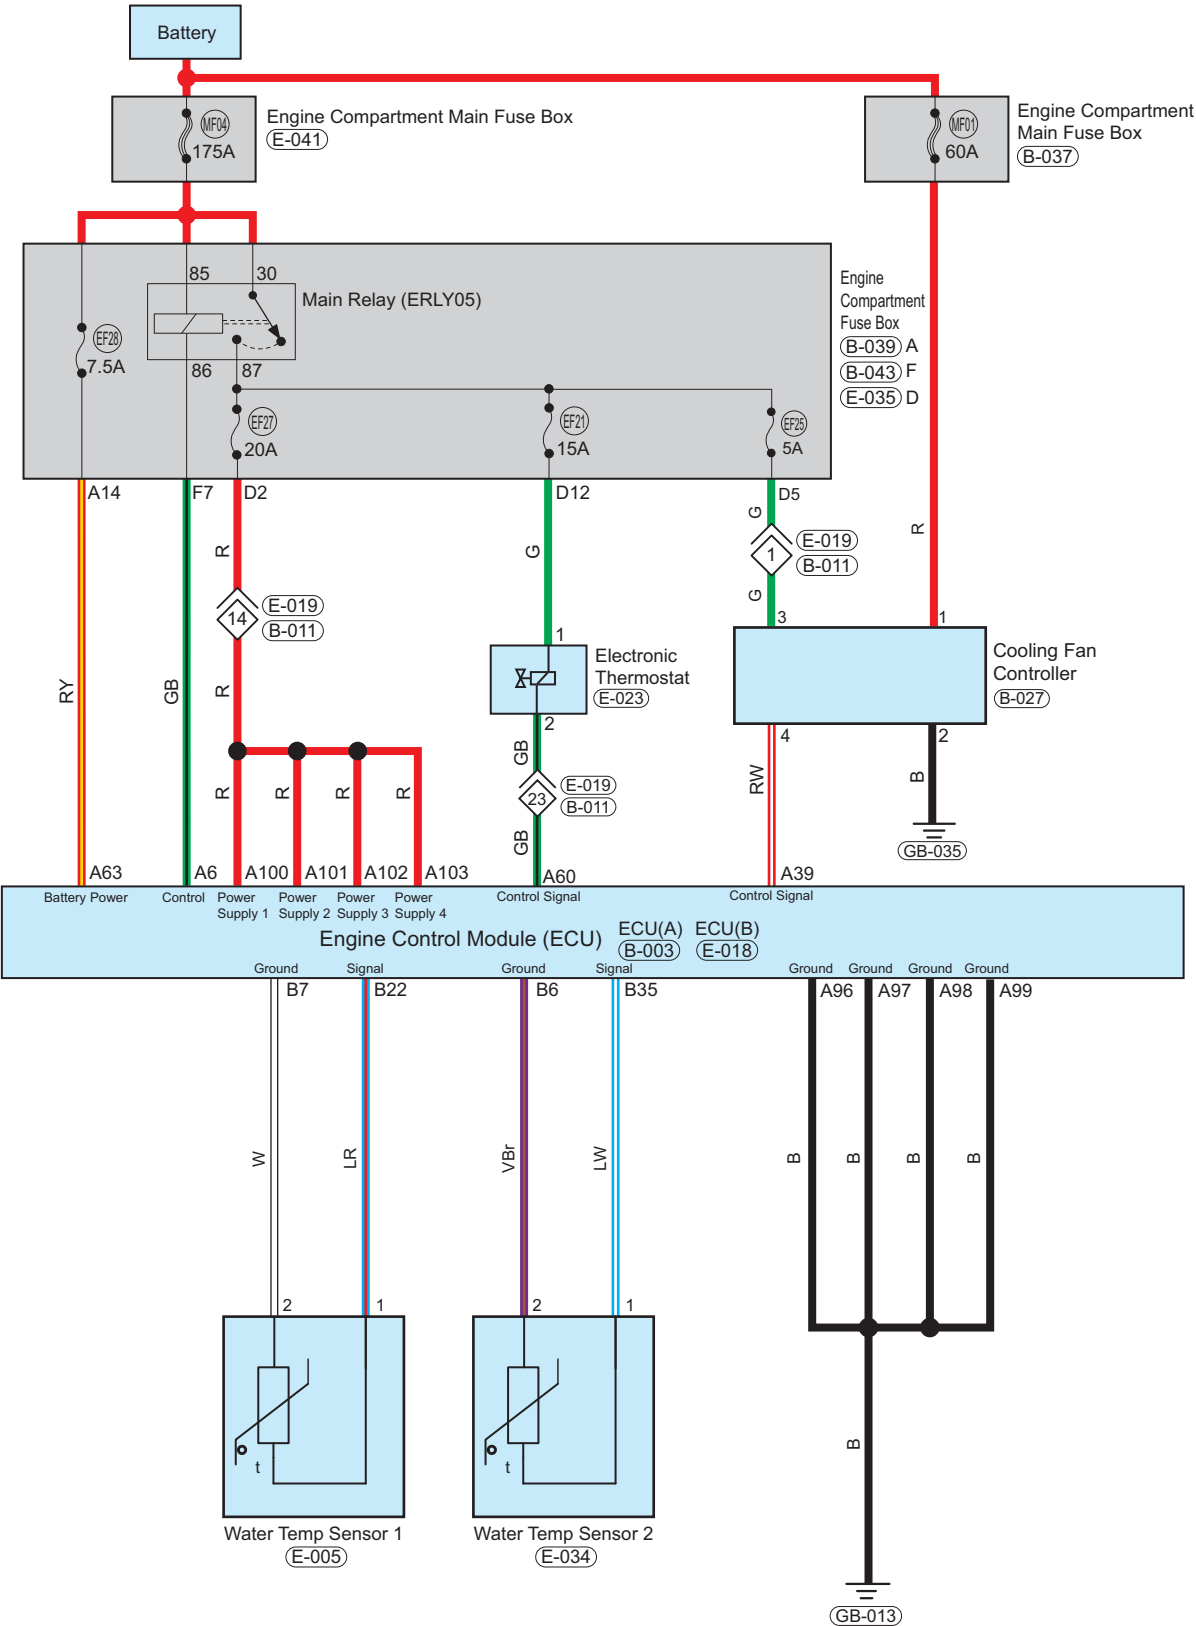 Battery
MF04
175A
Engine Compartment Main Fuse Box
E-041
MF01
60A
Engine Compartment
Main Fuse Box
B-037
85
30
Main Relay (ERLY05)
EF28
7.5A
86
87
EF27
20A
EF21
15A
EF25
5A
Engine
Compartment
Fuse Box
B-039 A
B-043 F
E-035 D
A14
F7
D2
D12
D5
R
G
G
R
1
E-019
B-011
14
E-019
B-011
G
3
1
1
Electronic
Thermostat
E-023
2
Cooling Fan
Controller
B-027
4
2
RY
GB
R
GB
RW
B
23
E-019
B-011
GB
GB-035
R
R
R
R
A63
A6
A100
A101
A102
A103
A60
A39
Battery Power
Control
Power
Supply 1
Power
Supply 2
Power
Supply 3
Power
Supply 4
Control Signal
Control Signal
Engine Control Module (ECU)
ECU(A)
B-003
ECU(B)
E-018
Ground
Signal
Ground
Signal
Ground
Ground
Ground
Ground
B7
B22
B6
B35
A96
A97
A98
A99
W
LR
VBr
LW
B
B
B
B
2
1
2
1
t
t
B
Water Temp Sensor 1
E-005
Water Temp Sensor 2
E-034
GB-013